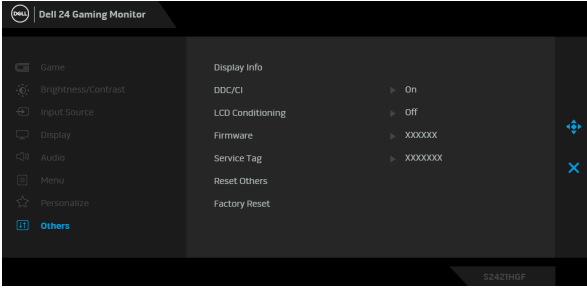 DELL
Dell 24 Gaming Monitor
Game
Brightness/Contrast
Input Source
Display
Audio
Menu
Personalize
Others
Display Info
DDC/CI On
LCD Conditioning Off
Firmware XXXXXX
Service Tag XXXXXXX
Reset Others
Factory Reset
S2421HGF